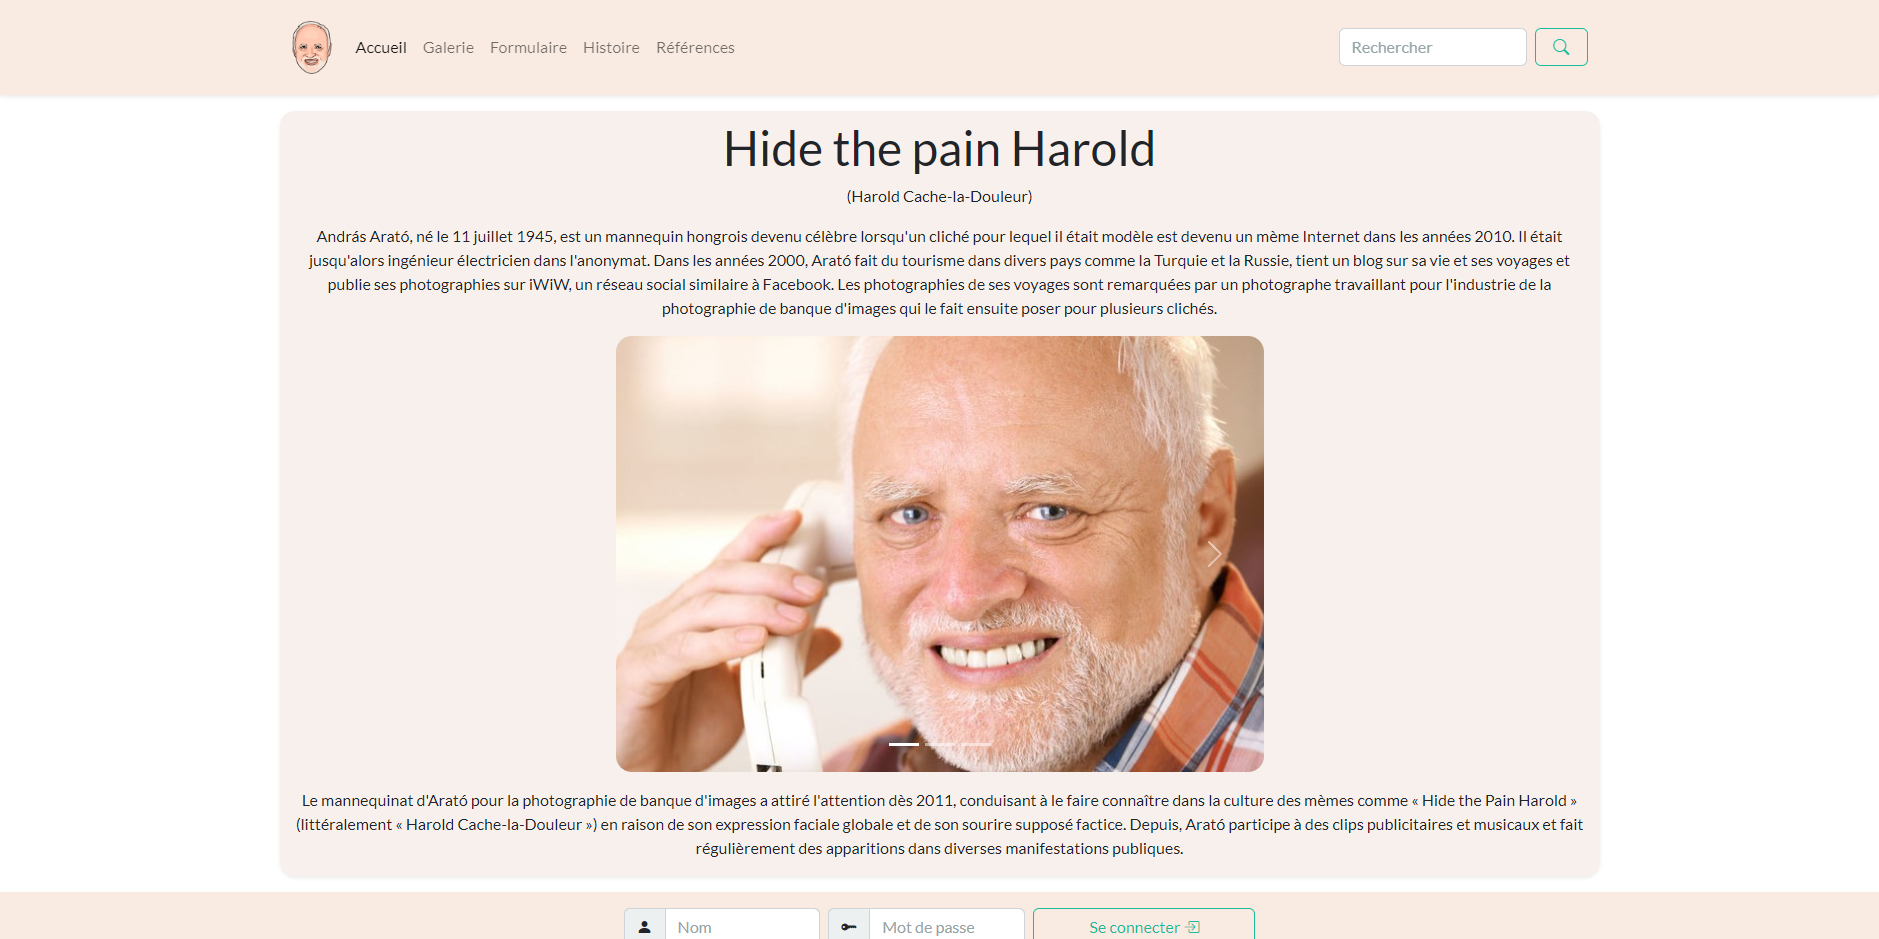 Accueil Galerie Formulaire Histoire Références Rechercher
Hide the pain Harold
(Harold Cache-la-Douleur)
András Arató, né le 11 juillet 1945, est un mannequin hongrois devenu célèbre lorsqu'un cliché pour lequel il était modèle est devenu un mème Internet dans les années 2010. Il était
jusqu'alors ingénieur électricien dans l'anonymat. Dans les années 2000, Arató fait du tourisme dans divers pays comme la Turquie et la Russie, tient un blog sur sa vie et ses voyages et
publie ses photographies sur iWiW, un réseau social similaire à Facebook. Les photographies de ses voyages sont remarquées par un photographe travaillant pour l'industrie de la
photographie de banque d'images qui le fait ensuite poser pour plusieurs clichés.
Le mannequinat d'Arató pour la photographie de banque d'images a attiré l'attention dès 2011, conduisant à le faire connaître dans la culture des mèmes comme « Hide the Pain Harold »
(littéralement « Harold Cache-la-Douleur ») en raison de son expression faciale globale et de son sourire supposé factice. Depuis, Arató participe à des clips publicitaires et musicaux et fait
régulièrement des apparitions dans diverses manifestations publiques.
Nom Mot de passe Se connecter